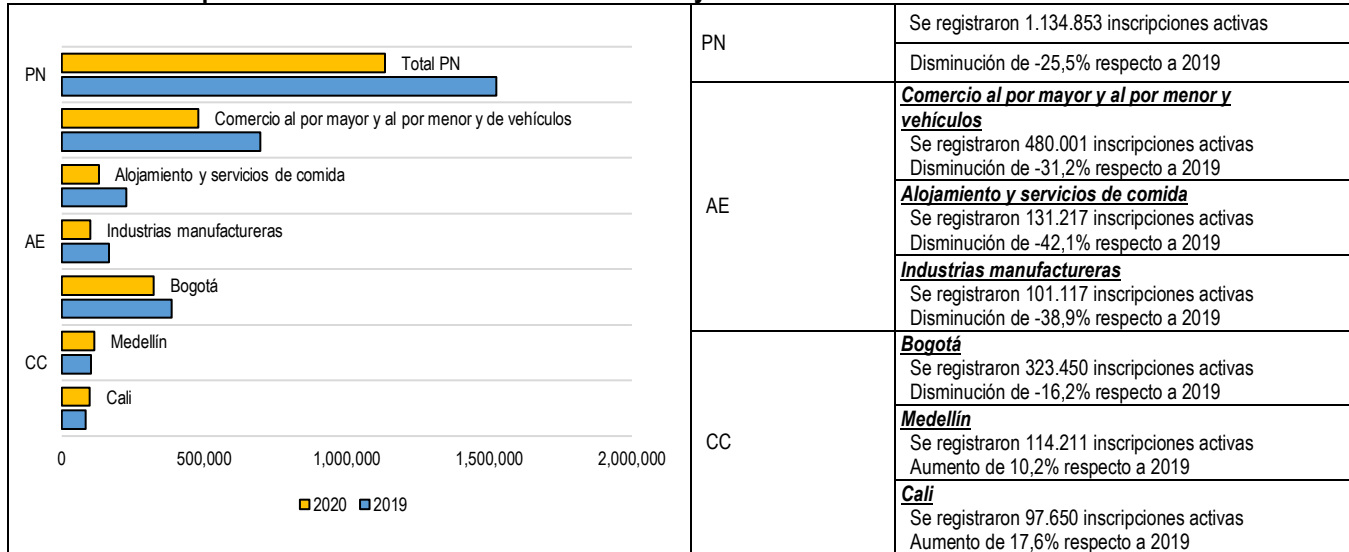 PN
Total PN
Comercio al por mayor y al por menor y de vehículos
Alojamiento y servicios de comida
AE
Industrias manufactureras
Bogotá
Medellín
CC
Cali
0 500,000 1,000,000 1,500,000 2,000,000
2020 2019
PN
Se registraron 1.134.853 inscripciones activas
Disminución de -25,5% respecto a 2019
AE
Comercio al por mayor y al por menor y
vehículos
Se registraron 480.001 inscripciones activas
Disminución de -31,2% respecto a 2019
Alojamiento y servicios de comida
Se registraron 131.217 inscripciones activas
Disminución de -42,1% respecto a 2019
Industrias manufactureras
Se registraron 101.117 inscripciones activas
Disminución de -38,9% respecto a 2019
CC
Bogotá
Se registraron 323.450 inscripciones activas
Disminución de -16,2% respecto a 2019
Medellín
Se registraron 114.211 inscripciones activas
Aumento de 10,2% respecto a 2019
Cali
Se registraron 97.650 inscripciones activas
Aumento de 17,6% respecto a 2019